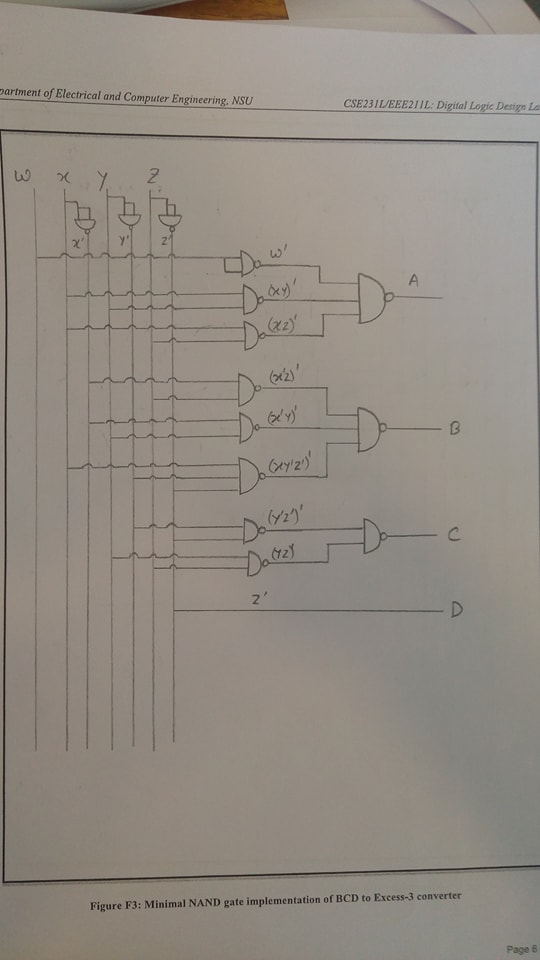 partment of Electrical and Computer Engineering, NSU
CSE231L/EEE211L: Digital Logic Design La
W x Y Z
x' Y' Z'
W'
A
(xY)'
(xZ)'
(x'Z)'
(x'Y)'
B
(xY'Z')'
(Y'Z')'
C
(YZ)'
Z'
D
Figure F3: Minimal NAND gate implementation of BCD to Excess-3 converter
Page 6